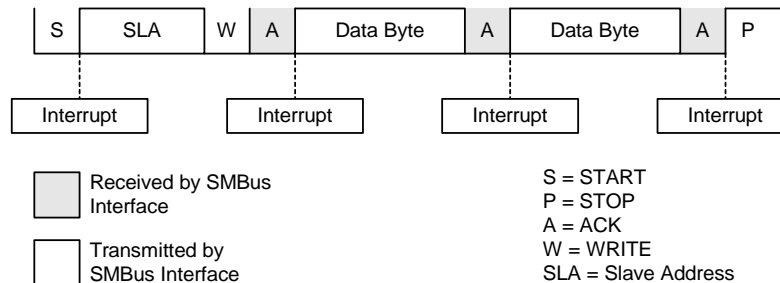 S SLA W A Data Byte A Data Byte A P
Interrupt Interrupt Interrupt Interrupt
Received by SMBus
Interface
Transmitted by
SMBus Interface
S = START
P = STOP
A = ACK
W = WRITE
SLA = Slave Address